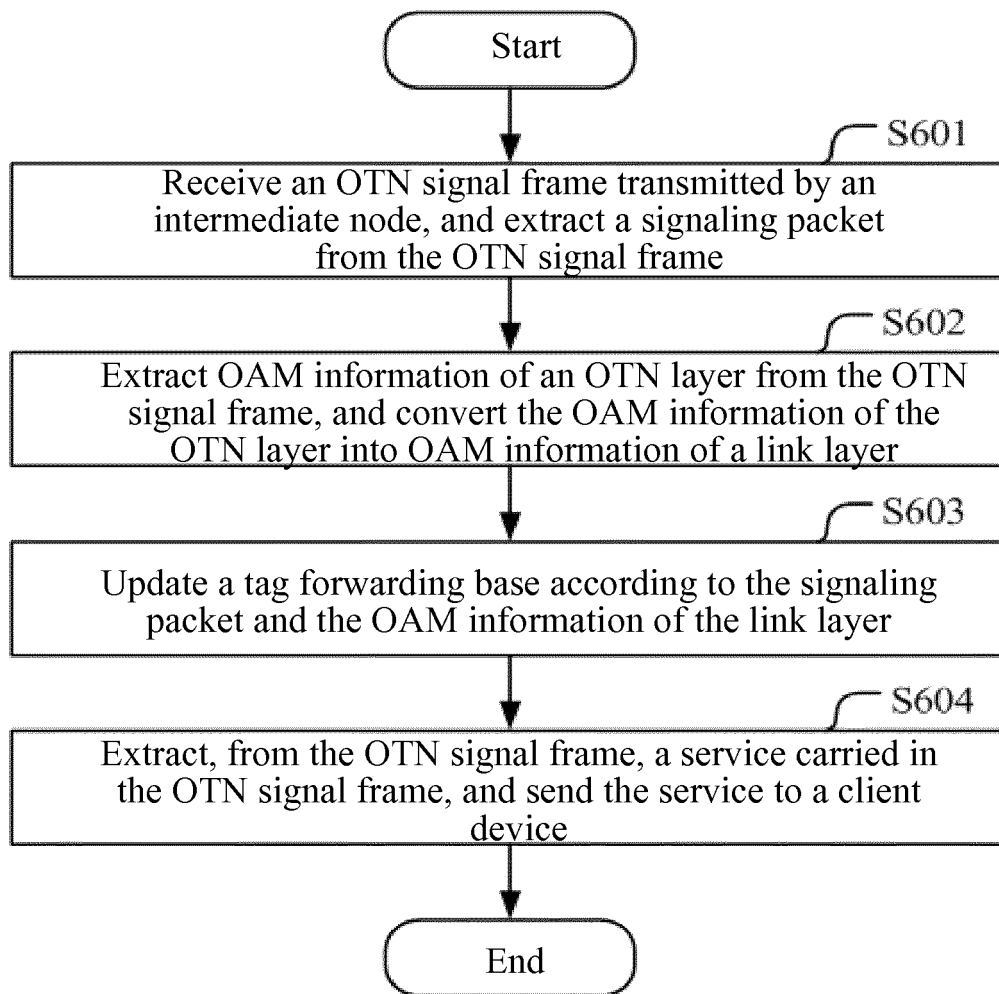 Start
S601
Receive an OTN signal frame transmitted by an
intermediate node, and extract a signaling packet
from the OTN signal frame
S602
Extract OAM information of an OTN layer from the OTN
signal frame, and convert the OAM information of the
OTN layer into OAM information of a link layer
S603
Update a tag forwarding base according to the signaling
packet and the OAM information of the link layer
S604
Extract, from the OTN signal frame, a service carried in
the OTN signal frame, and send the service to a client
device
End